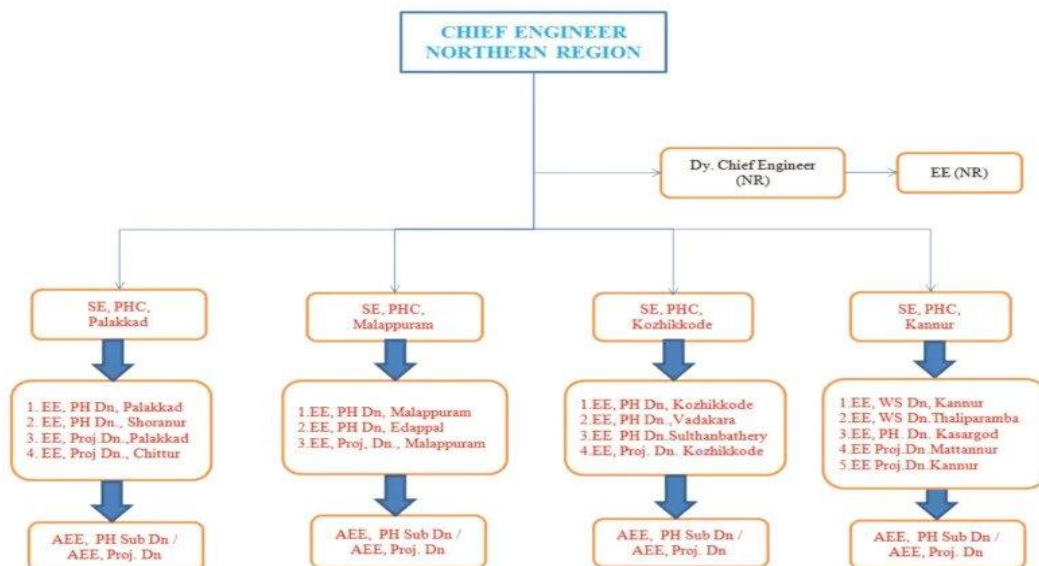 CHIEF ENGINEER
NORTHERN REGION
Dy. Chief Engineer
(NR)
EE (NR)
SE, PHC,
Palakkad
SE, PHC,
Malappuram
SE, PHC,
Kozhikkode
SE, PHC,
Kannur
1. EE, PH Dn, Palakkad
2. EE, PH Dn., Shoranur
3. EE, Proj.Dn.,Palakkad
4. EE, Proj Dn., Chittur
1.EE, PH Dn, Malappuram
2.EE, PH Dn, Edappal
3.EE, Proj, Dn., Malappuram
1.EE, PH Dn, Kozhikkode
2.EE, PH Dn.,Vadakara
3.EE PH Dn.Sulthanbathery
4.EE, Proj. Dn. Kozhikkode
1.EE, WS Dn, Kannur
2.EE, WS Dn.Thaliparamba
3.EE, PH. Dn. Kasargod
4.EE Proj.Dn.Mattannur
5.EE Proj.Dn.Kannur
AEE, PH Sub Dn /
AEE, Proj. Dn
AEE, PH Sub Dn /
AEE, Proj. Dn
AEE, PH Sub Dn /
AEE, Proj. Dn
AEE, PH Sub Dn /
AEE, Proj. Dn